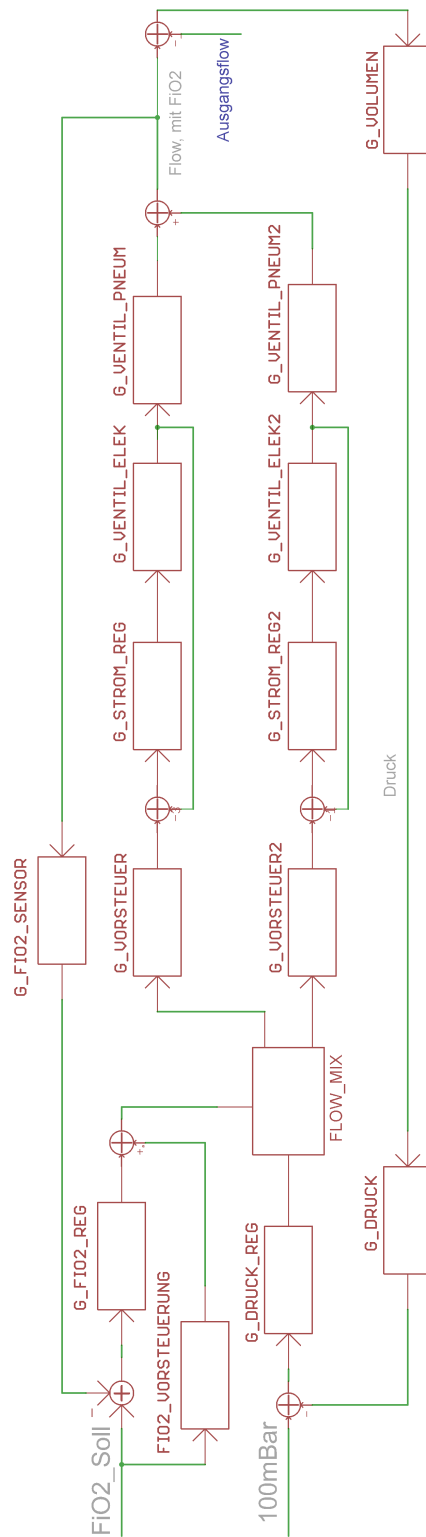 FiO2_Soll
G_FIO2_REG
FIO2_VORSTEUERUNG
100mBar
G_DRUCK_REG
FLOW_MIX
G_DRUCK
G_FIO2_SENSOR
G_VORSTEUER
G_STROM_REG
G_VENTIL_ELEK
G_VENTIL_PNEUM
G_VORSTEUER2
G_STROM_REG2
G_VENTIL_ELEK2
G_VENTIL_PNEUM2
Flow, mit FiO2
Ausgangsflow
G_VOLUMEN
Druck